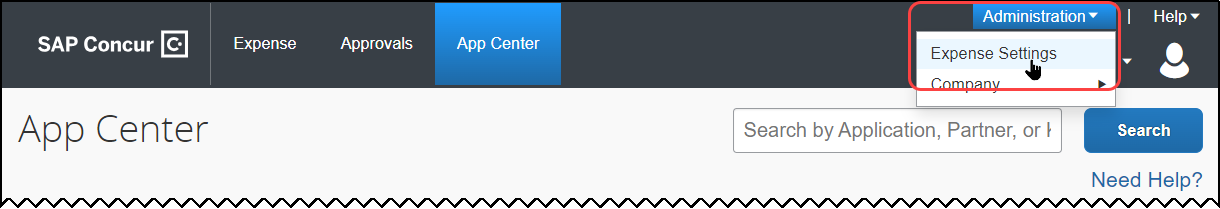 Administration
Help
SAP Concur
Expense
Approvals
App Center
Expense Settings
Company
App Center
Search by Application, Partner, or
Search
Need Help?